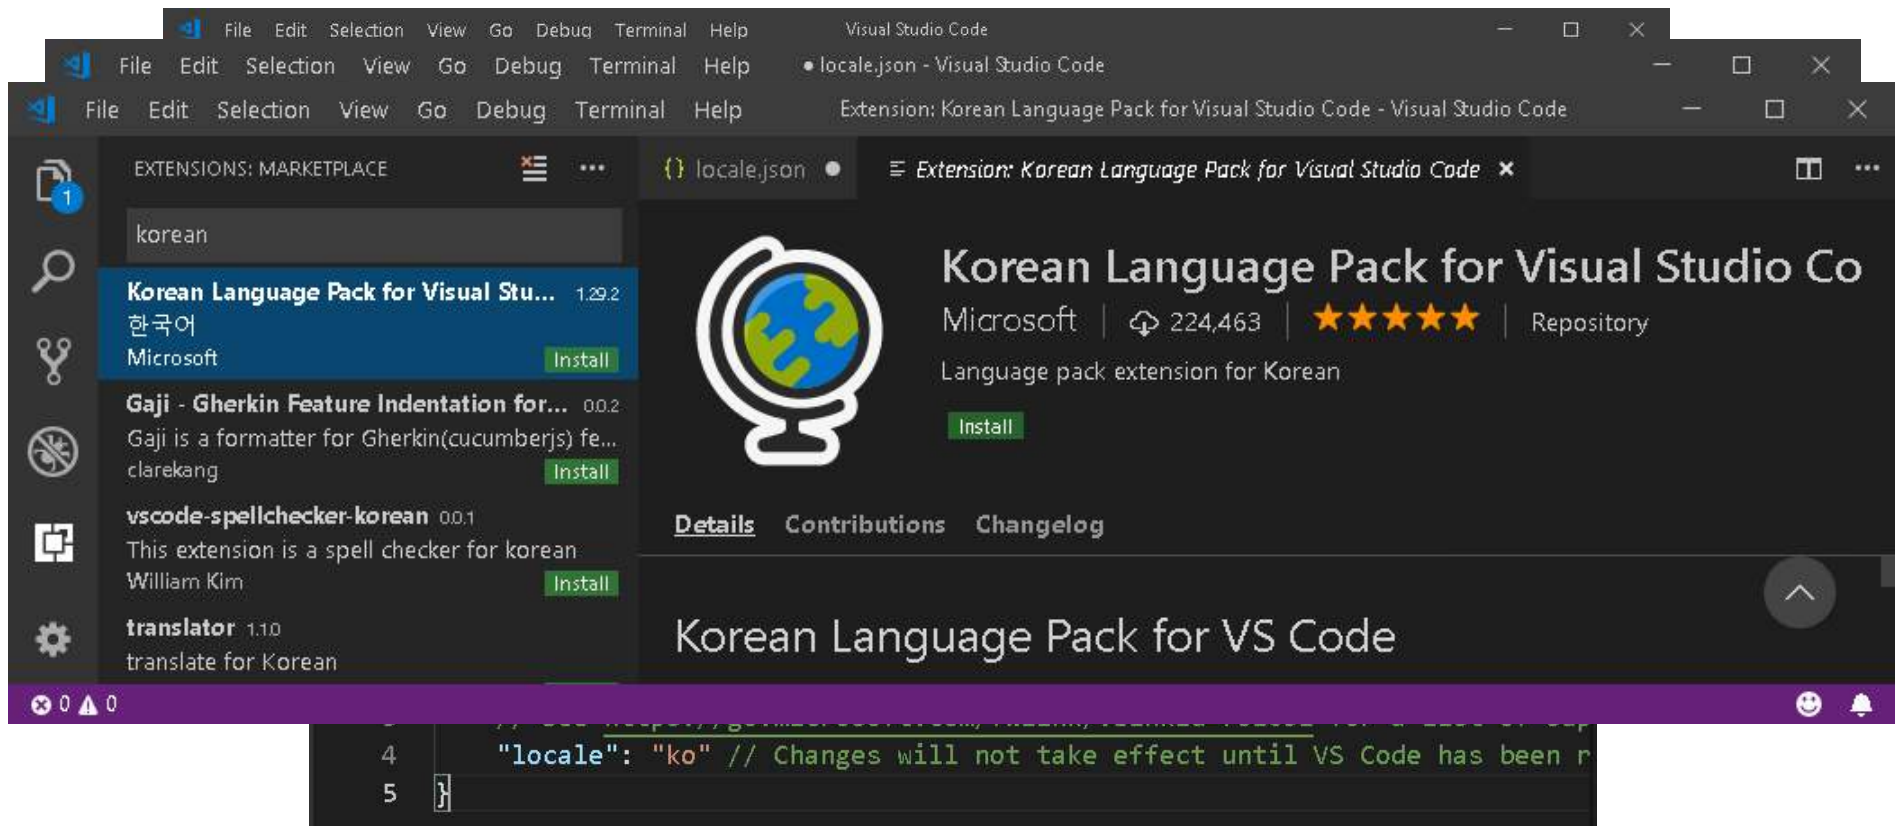 File Edit Selection View Go Debug Terminal Help Visual Studio Code
File Edit Selection View Go Debug Terminal Help ● locale.json - Visual Studio Code
File Edit Selection View Go Debug Terminal Help Extension: Korean Language Pack for Visual Studio Code - Visual Studio Code
1
EXTENSIONS: MARKETPLACE
korean
Korean Language Pack for Visual Stu... 1.29.2
한국어
Microsoft Install
Gaji - Gherkin Feature Indentation for... 0.0.2
Gaji is a formatter for Gherkin(cucumberjs) fe...
clarekang Install
vscode-spellchecker-korean 0.0.1
This extension is a spell checker for korean
William Kim Install
translator 1.1.0
translate for Korean
{} locale.json ● Extension: Korean Language Pack for Visual Studio Code
Korean Language Pack for Visual Studio Co
Microsoft 224,463 Repository
Language pack extension for Korean
Install
Details Contributions Changelog
Korean Language Pack for VS Code
0 0
4 "locale": "ko" // Changes will not take effect until VS Code has been r
5 }